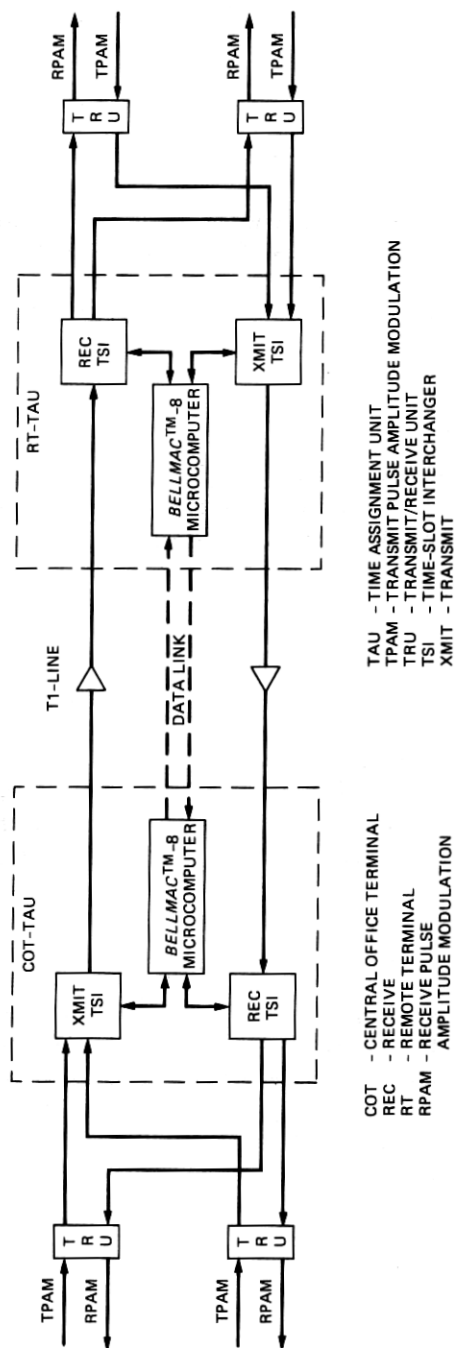 COT-TAU
RT-TAU
T1-LINE
TPAM
RPAM
T
R
U
TPAM
RPAM
T
R
U
XMIT
TSI
REC
TSI
BELLMAC™-8
MICROCOMPUTER
DATA LINK
BELLMAC™-8
MICROCOMPUTER
REC
TSI
XMIT
TSI
T
R
U
RPAM
TPAM
T
R
U
RPAM
TPAM
COT - CENTRAL OFFICE TERMINAL
REC - RECEIVE
RT - REMOTE TERMINAL
RPAM - RECEIVE PULSE
AMPLITUDE MODULATION
TAU - TIME ASSIGNMENT UNIT
TPAM - TRANSMIT PULSE AMPLITUDE MODULATION
TRU - TRANSMIT/RECEIVE UNIT
TSI - TIME-SLOT INTERCHANGER
XMIT - TRANSMIT